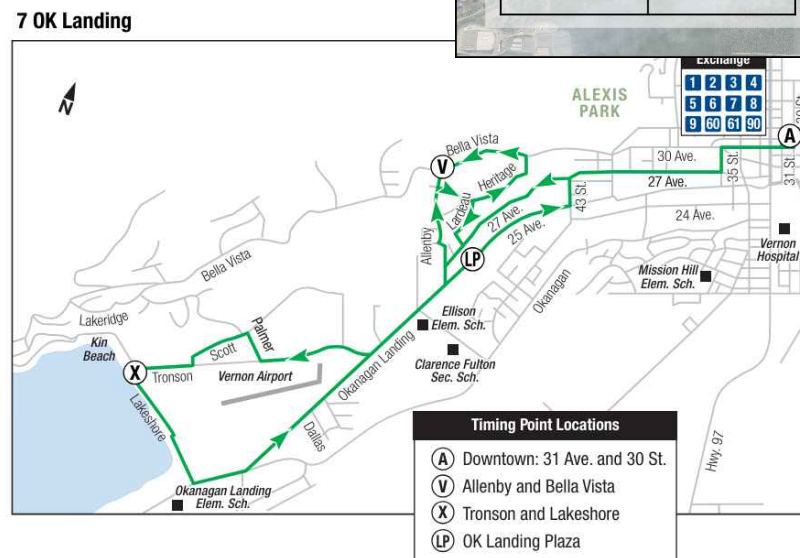 7 OK Landing
N
Exchange
1 2 3 4
5 6 7 8
9 60 61 90
ALEXIS
PARK
A
30 Ave.
35 St.
31 St.
27 Ave.
43 St.
24 Ave.
Bella Vista
V
Heritage
Lardeau
27 Ave.
25 Ave.
Allenby
LP
Vernon
Hospital
Mission Hill
Elem. Sch.
Okanagan
Bella Vista
Ellison
Elem. Sch.
Clarence Fulton
Sec. Sch.
Lakeridge
Kin
Beach
Palmer
Scott
X
Tronson
Vernon Airport
Okanagan Landing
Lakeshore
Dallas
Hwy. 97
Okanagan Landing
Elem. Sch.
Timing Point Locations
A Downtown: 31 Ave. and 30 St.
V Allenby and Bella Vista
X Tronson and Lakeshore
LP OK Landing Plaza